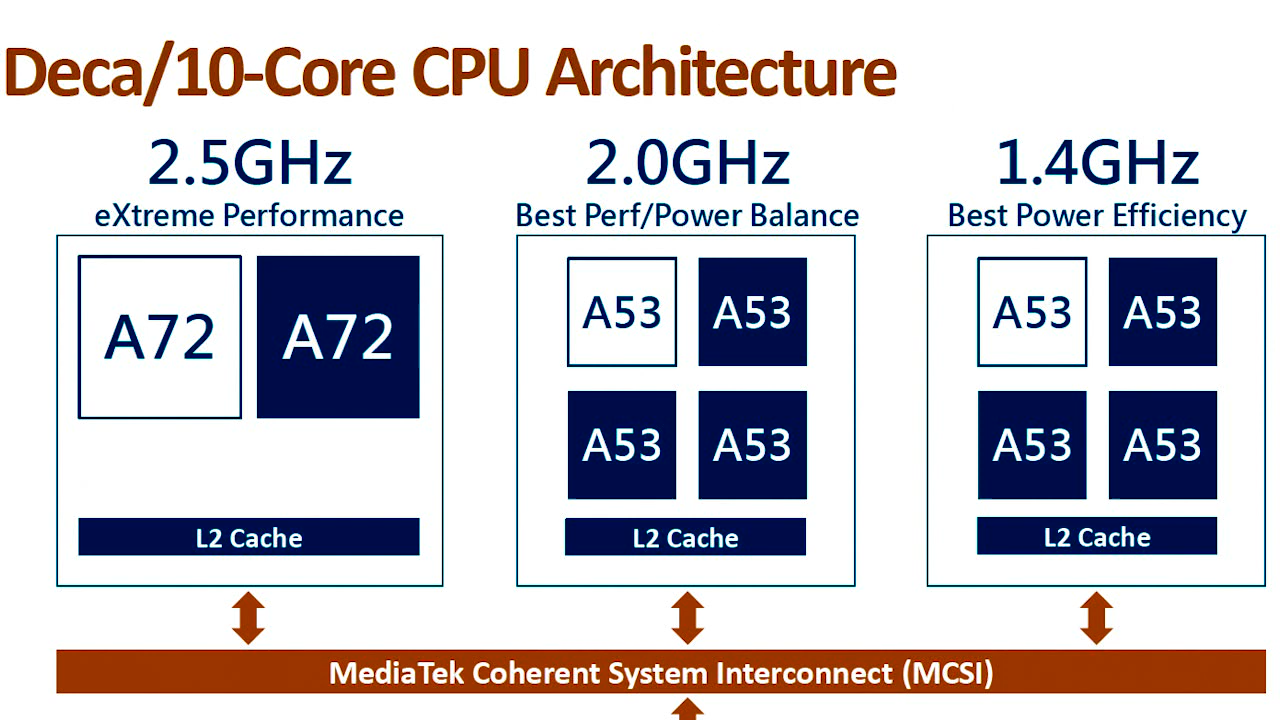 Deca/10-Core CPU Architecture
2.5GHz
eXtreme Performance
A72 A72
L2 Cache
2.0GHz
Best Perf/Power Balance
A53 A53
A53 A53
L2 Cache
1.4GHz
Best Power Efficiency
A53 A53
A53 A53
L2 Cache
MediaTek Coherent System Interconnect (MCSI)